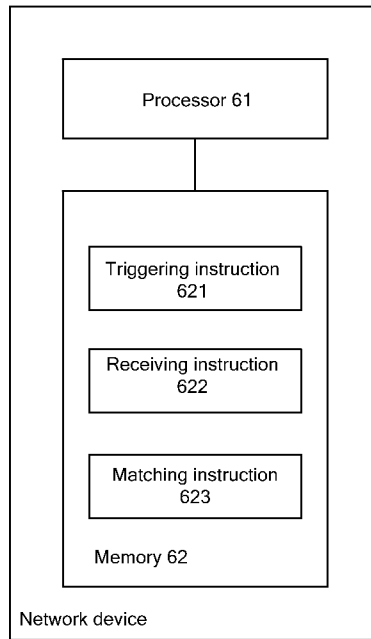 Processor 61
Triggering instruction
621
Receiving instruction
622
Matching instruction
623
Memory 62
Network device